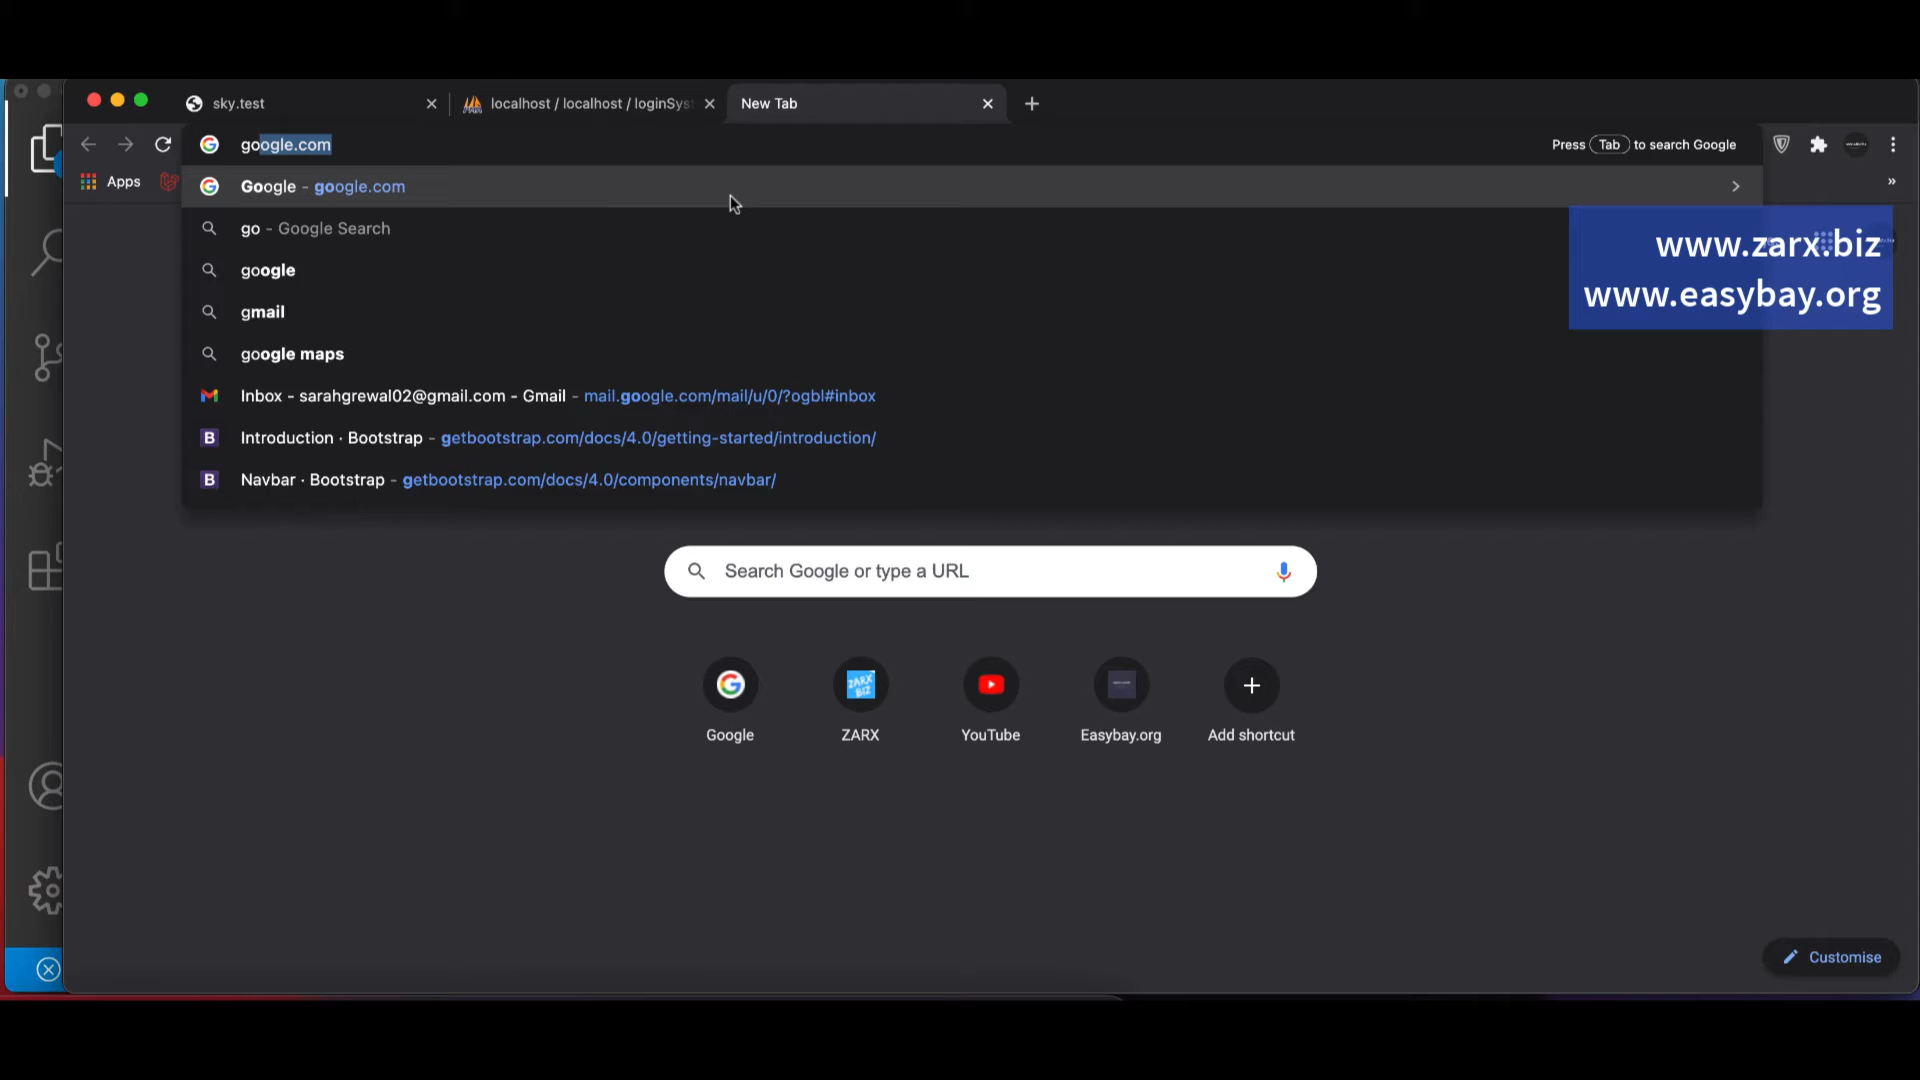 sky.test
localhost / localhost / loginSys
New Tab
google.com
Press Tab to search Google
Apps
Google - google.com
go - Google Search
google
gmail
google maps
Inbox - sarahgrewal02@gmail.com - Gmail - mail.google.com/mail/u/0/?ogbl#inbox
B Introduction · Bootstrap - getbootstrap.com/docs/4.0/getting-started/introduction/
B Navbar · Bootstrap - getbootstrap.com/docs/4.0/components/navbar/
www.zarx.biz
www.easybay.org
Search Google or type a URL
ZARX
BIZ
Google
ZARX
YouTube
Easybay.org
Add shortcut
Customise